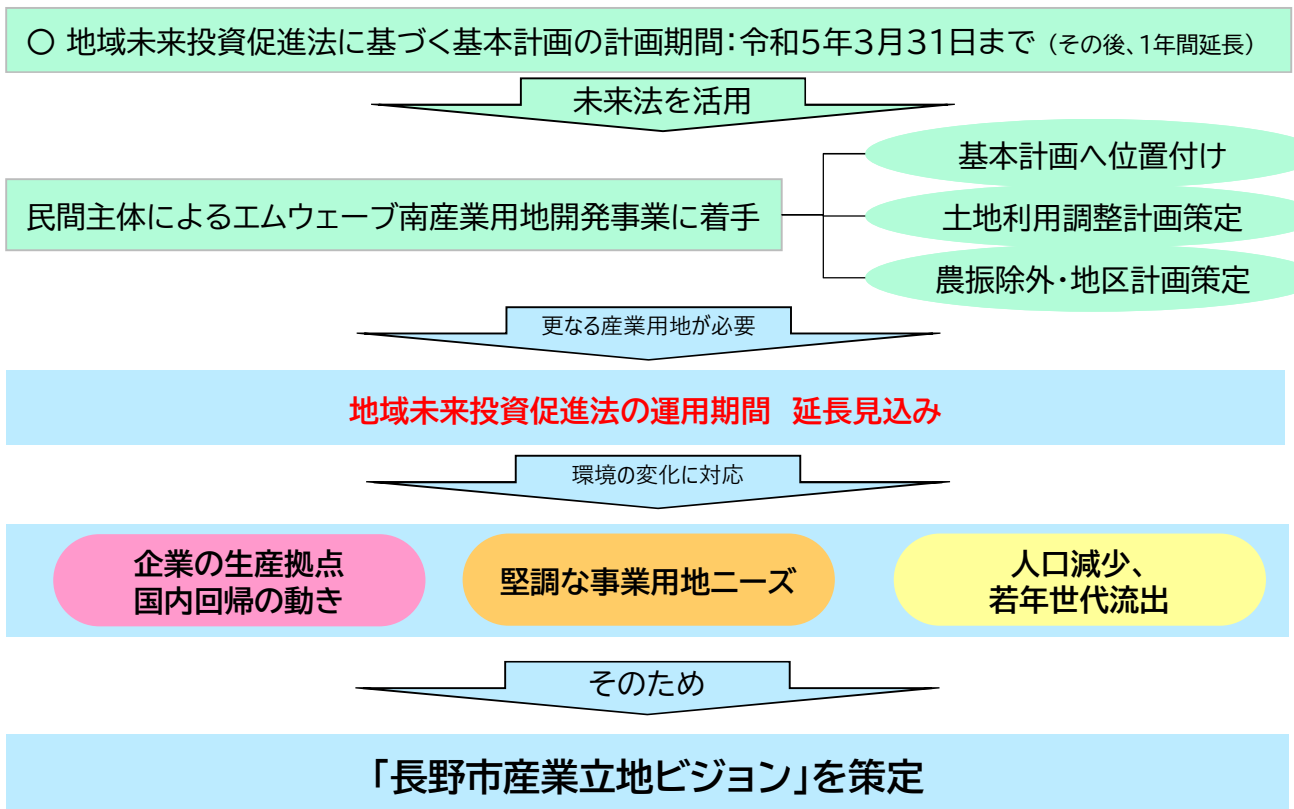 〇 地域未来投資促進法に基づく基本計画の計画期間：令和5年3月31日まで（その後、1年間延長）
未来法を活用
基本計画へ位置付け
民間主体によるエムウェーブ南産業用地開発事業に着手
土地利用調整計画策定
農振除外・地区計画策定
更なる産業用地が必要
地域未来投資促進法の運用期間 延長見込み
環境の変化に対応
企業の生産拠点
国内回帰の動き
堅調な事業用地ニーズ
人口減少、
若年世代流出
そのため
「長野市産業立地ビジョン」を策定